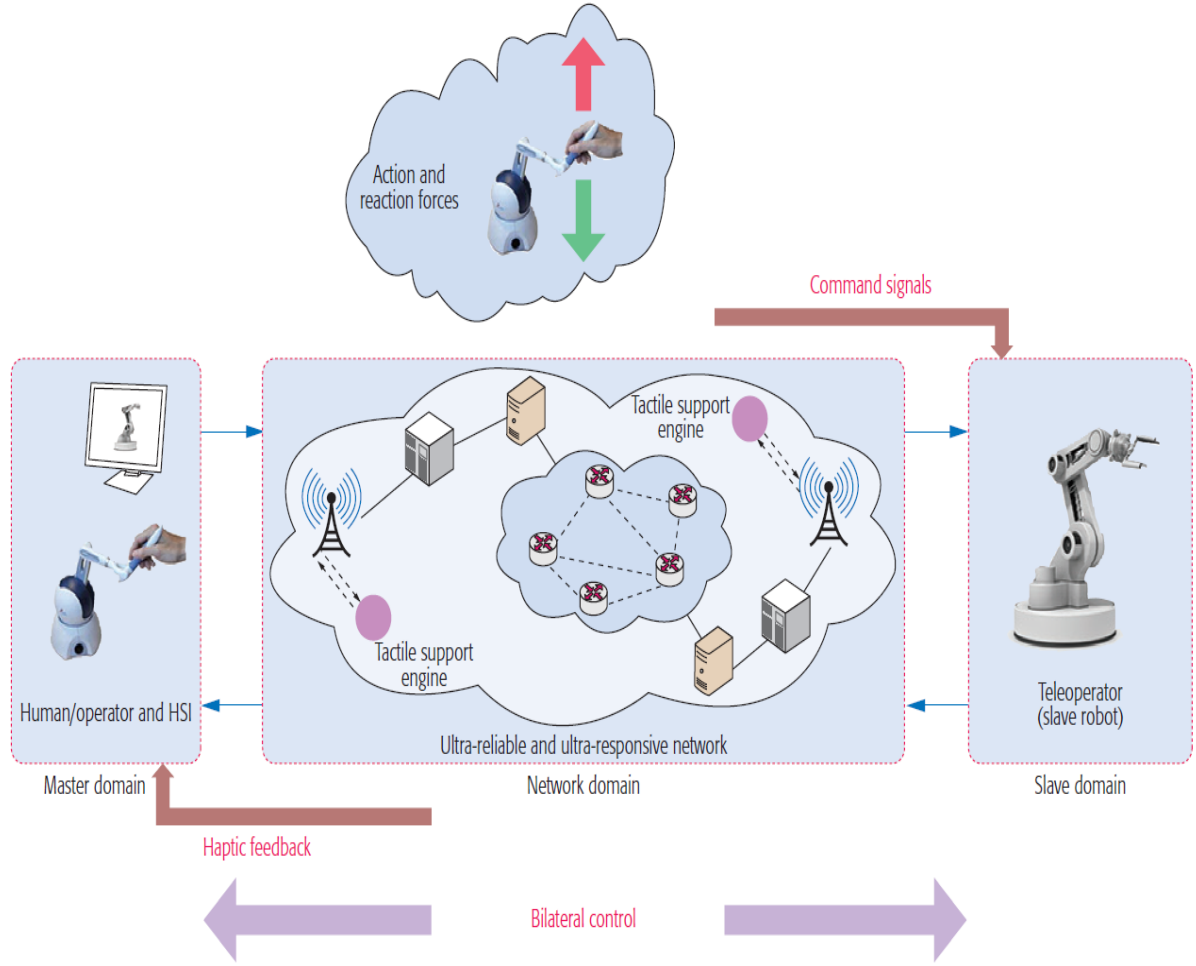 Action and
reaction forces
Command signals
Tactile support
engine
Tactile support
engine
Human/operator and HSI
Ultra-reliable and ultra-responsive network
Teleoperator
(slave robot)
Master domain
Network domain
Slave domain
Haptic feedback
Bilateral control